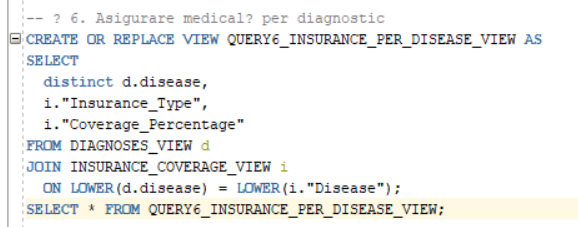 -- ? 6. Asigurare medical? per diagnostic
CREATE OR REPLACE VIEW QUERY6_INSURANCE_PER_DISEASE_VIEW AS
SELECT
  distinct d.disease,
  i."Insurance_Type",
  i."Coverage_Percentage"
FROM DIAGNOSES_VIEW d
JOIN INSURANCE_COVERAGE_VIEW i
  ON LOWER(d.disease) = LOWER(i."Disease");
SELECT * FROM QUERY6_INSURANCE_PER_DISEASE_VIEW;